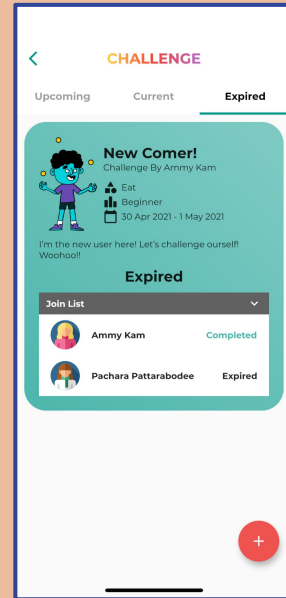 CHALLENGE
Upcoming Current Expired
New Comer!
Challenge By Ammy Kam
Eat
Beginner
30 Apr 2021 - 1 May 2021
I'm the new user here! Let's challenge ourself!
Woohoo!!
Expired
Join List
Ammy Kam Completed
Pachara Pattarabodee Expired
+